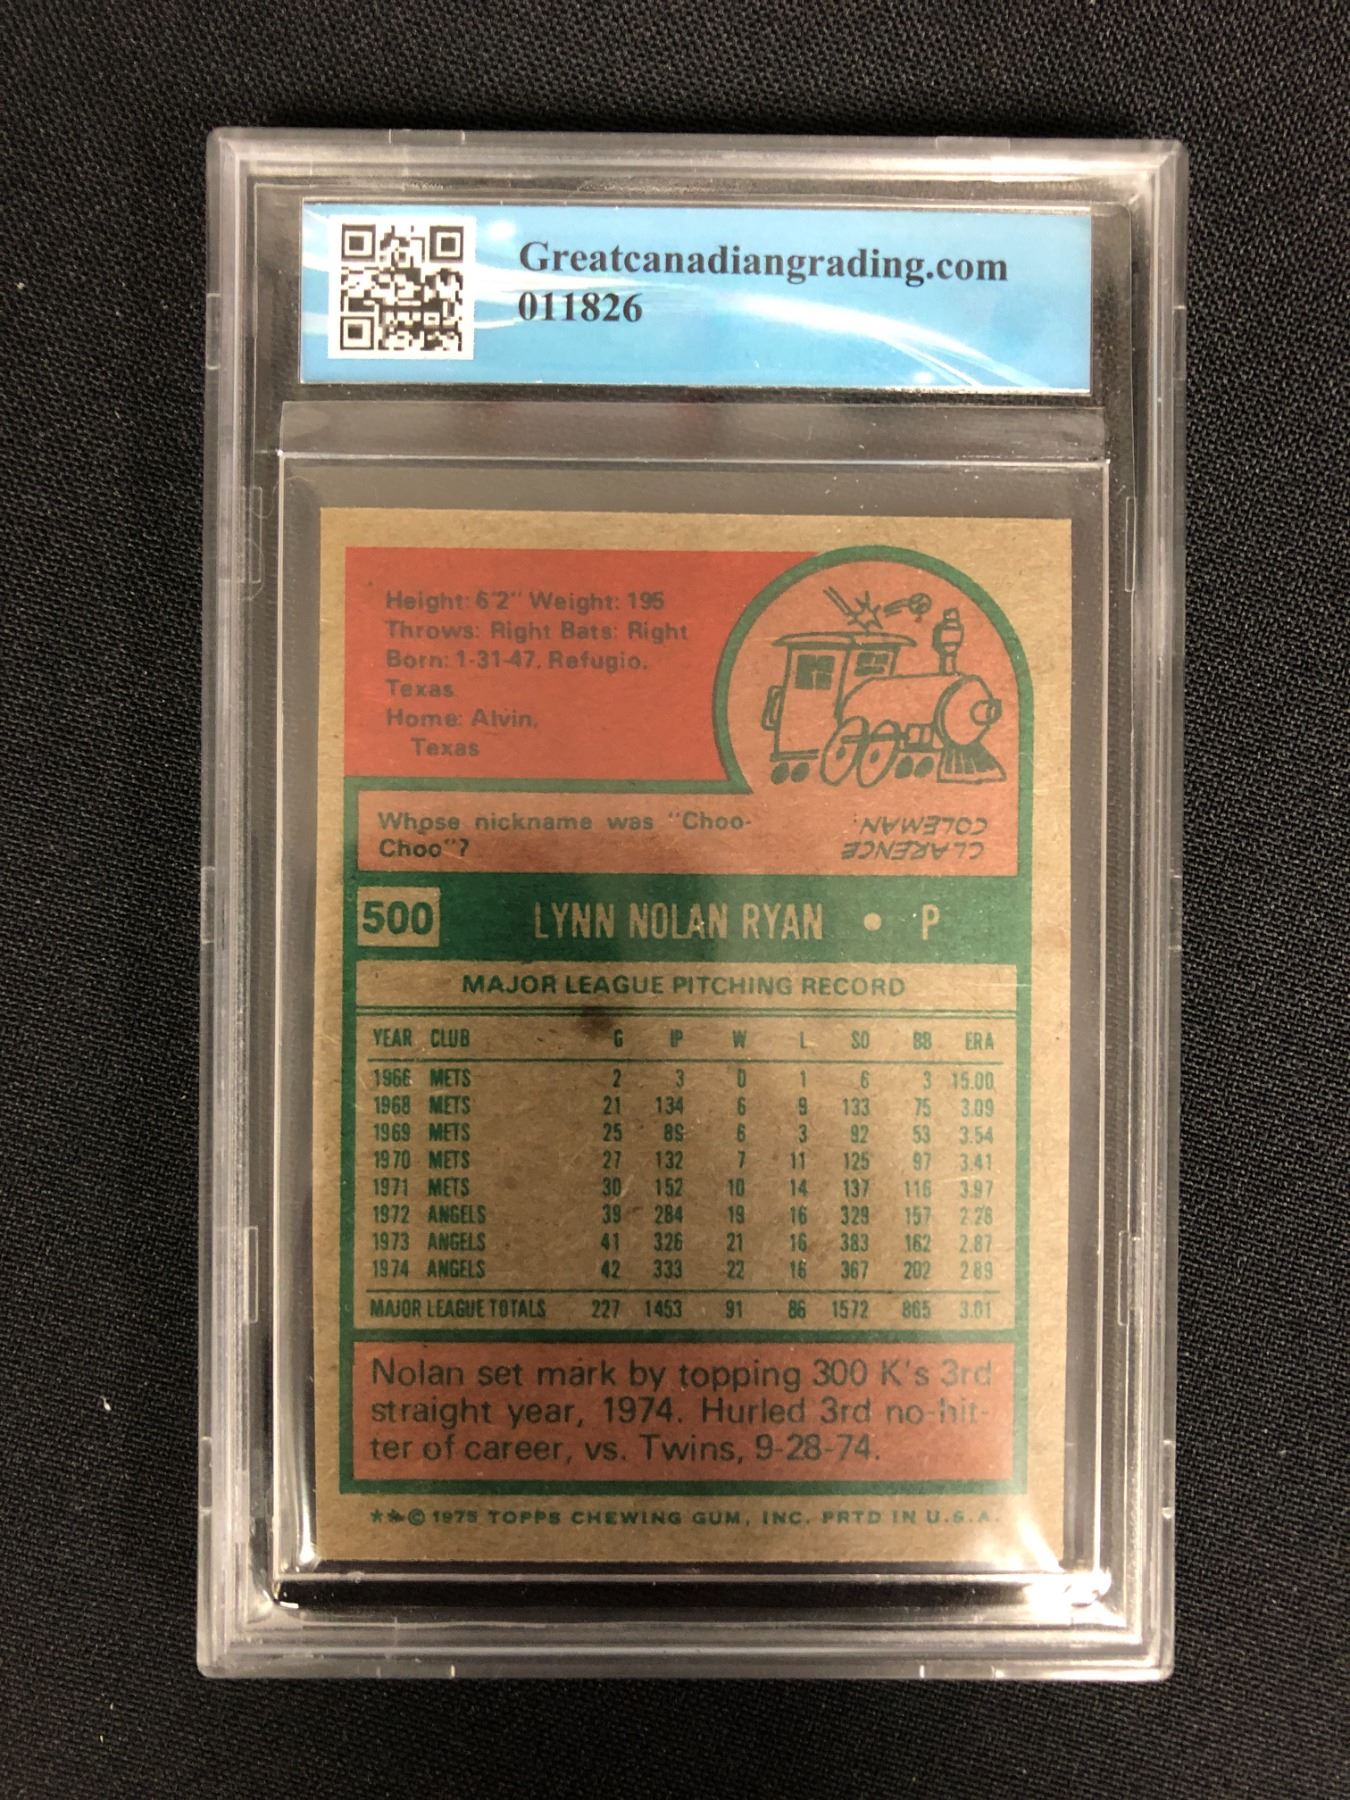 Greatcanadiangrading.com
011826
Height: 6'2" Weight: 195
Throws: Right Bats: Right
Born: 1-31-47, Refugio,
Texas
Home: Alvin,
Texas
Whose nickname was "Choo-
Choo"?
CLARENCE
COLEMAN.
500 LYNN NOLAN RYAN • P
MAJOR LEAGUE PITCHING RECORD
YEAR CLUB G IP W L SO BB ERA
1966 METS 2 3 0 1 6 3 15.00
1968 METS 21 134 6 9 133 75 3.09
1969 METS 25 89 6 3 92 53 3.54
1970 METS 27 132 7 11 125 97 3.41
1971 METS 30 152 10 14 137 116 3.97
1972 ANGELS 39 284 19 16 329 157 2.28
1973 ANGELS 41 326 21 16 383 162 2.87
1974 ANGELS 42 333 22 16 367 202 2.89
MAJOR LEAGUE TOTALS 227 1453 91 86 1572 865 3.01
Nolan set mark by topping 300 K's 3rd
straight year, 1974. Hurled 3rd no-hit-
ter of career, vs. Twins, 9-28-74.
**© 1975 TOPPS CHEWING GUM, INC. PRTD IN U.S.A.